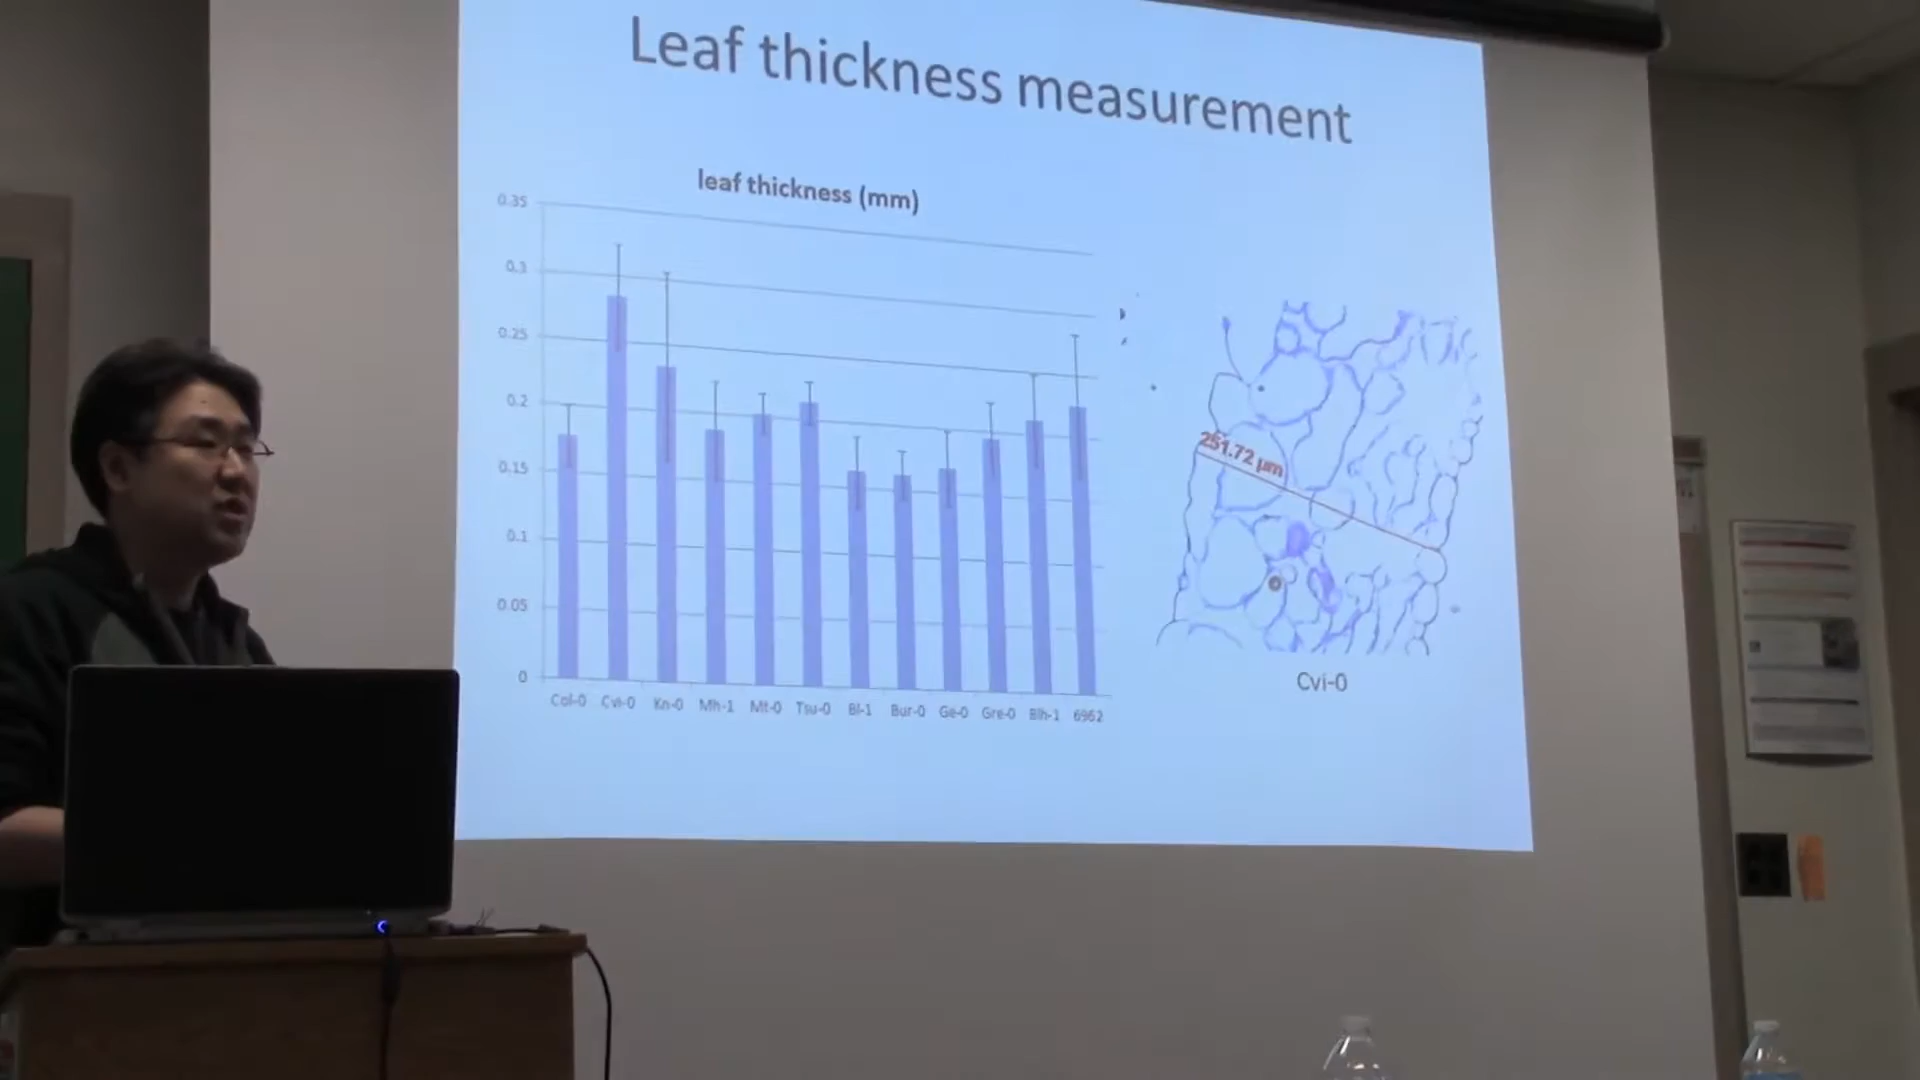 Leaf thickness measurement
leaf thickness (mm)
0.35
0.3
0.25
0.2
0.15
0.1
0.05
0
Col-0 Cvi-0 Kn-0 Mh-1 Mt-0 Tsu-0 Bl-1 Bur-0 Ge-0 Gre-0 Blh-1 6962
251.72 µm
Cvi-0